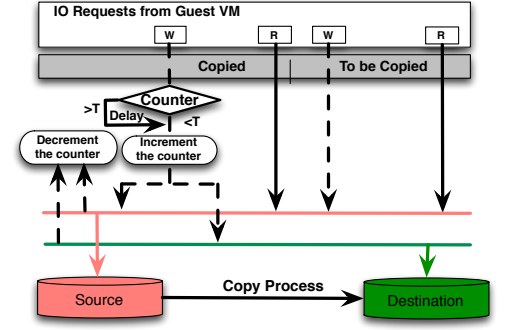 IO Requests from Guest VM
W R W R
Copied To be Copied
Counter
>T Delay <T
Decrement
the counter
Increment
the counter
Copy Process
Source Destination